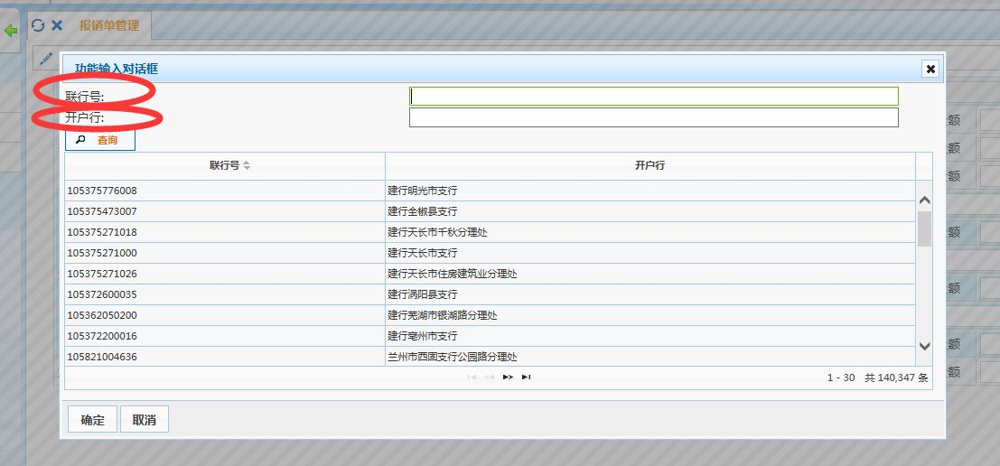 报销单管理
功能输入对话框
联行号:
开户行:
查询
联行号 开户行
105375776008 建行明光市支行
105375473007 建行全椒县支行
105375271018 建行天长市千秋分理处
105375271000 建行天长市支行
105375271026 建行天长市住房建筑业分理处
105372600035 建行涡阳县支行
105362050200 建行芜湖市银湖路分理处
105372200016 建行亳州市支行
105821004636 兰州市西固支行公园路分理处
1 - 30 共 140,347 条
确定 取消
额
额
额
额
额
额
额